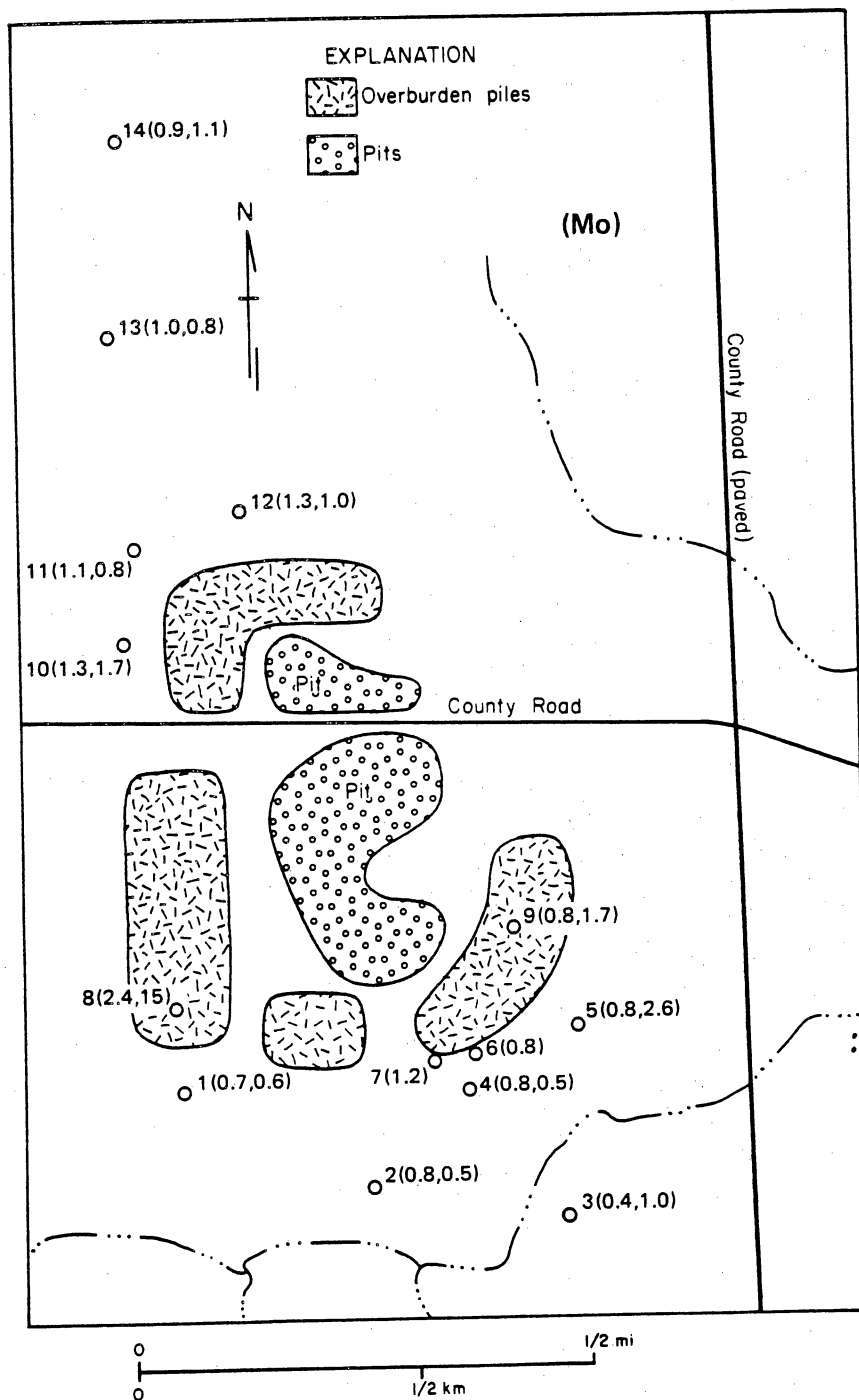 EXPLANATION
Overburden piles
Pits
14(0.9,1.1)
N
(Mo)
13(1.0,0.8)
County Road (paved)
12(1.3,1.0)
11(1.1,0.8)
10(1.3,1.7)
Pit
County Road
Pit
9(0.8,1.7)
8(2.4,15)
5(0.8,2.6)
6(0.8)
7(1.2)
4(0.8,0.5)
1(0.7,0.6)
2(0.8,0.5)
3(0.4,1.0)
0
1/2 mi
0
1/2 km